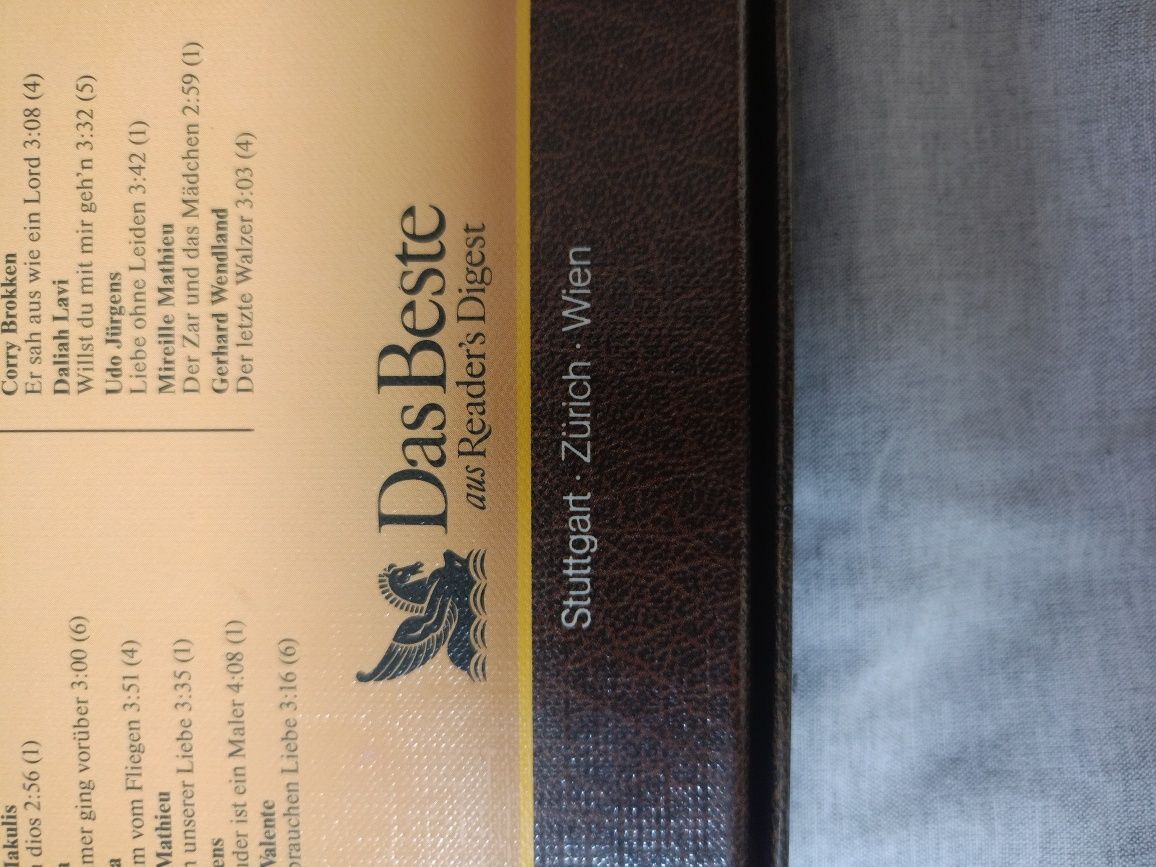 Corry Brokken
Er sah aus wie ein Lord 3:08 (4)
Daliah Lavi
Willst du mit mir geh'n 3:32 (5)
Udo Jürgens
Liebe ohne Leiden 3:42 (1)
Mireille Mathieu
Der Zar und das Mädchen 2:59 (1)
Gerhard Wendland
Der letzte Walzer 3:03 (4)
dios 2:56 (1)
ging vorüber 3:00 (6)
vom Fliegen 3:51 (4)
Mathieu
unserer Liebe 3:35 (1)
ist ein Maler 4:08 (1)
Valente
brauchen Liebe 3:16 (6)
Das Beste
aus Reader's Digest
Stuttgart · Zürich · Wien